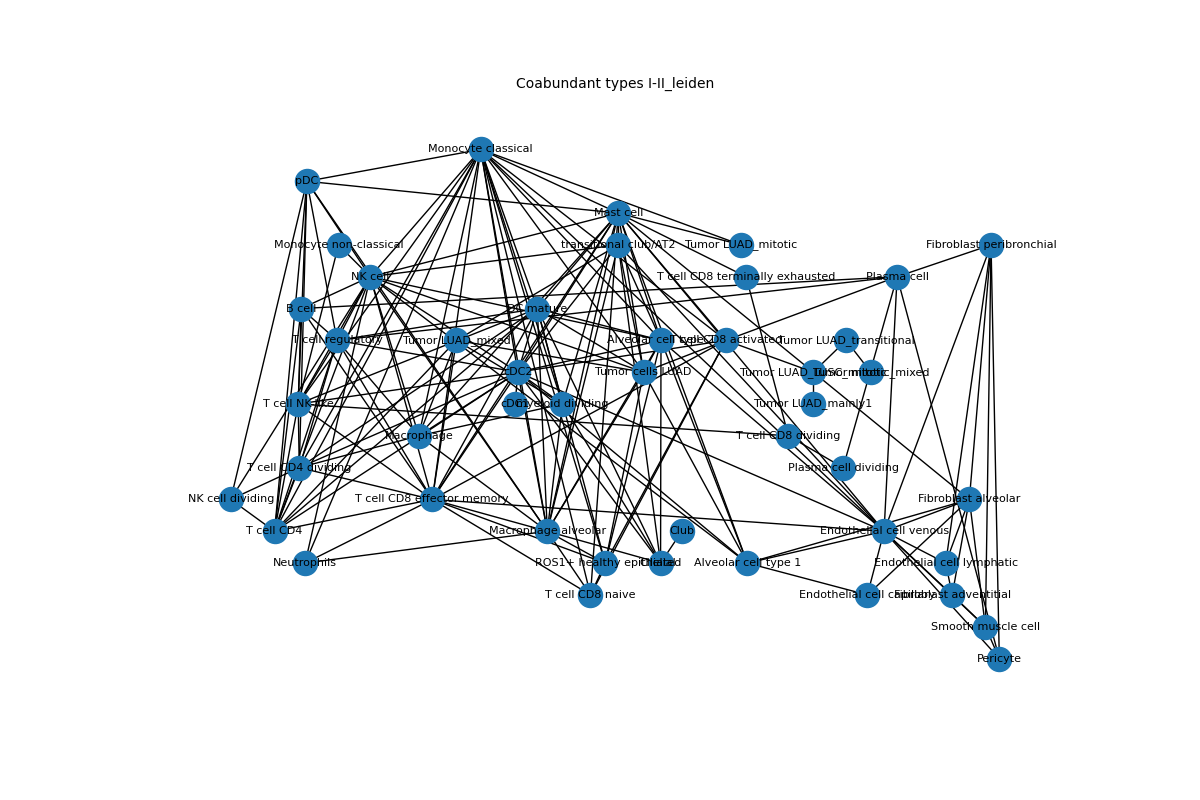 Coabundant types I-II_leiden
Monocyte classical
pDC
Mast cell
Monocyte non-classical
transitional club/AT2
Tumor LUAD_mitotic
Fibroblast peribronchial
NK cell
T cell CD8 terminally exhausted
Plasma cell
B cell
DC mature
T cell regulatory
Tumor LUAD_mixed
Alveolar cell type 2
T cell CD8 activated
Tumor LUAD_transitional
cDC2
Tumor cells LUAD
T cell NK-like
cDC1
myeloid dividing
Tumor LUAD_mainly1
Macrophage
T cell CD8 dividing
T cell CD4 dividing
Plasma cell dividing
NK cell dividing
T cell CD8 effector memory
Fibroblast alveolar
T cell CD4
Macrophage alveolar
Club
Endothelial cell venous
Neutrophils
ROS1+ healthy epithelial
Ciliated
Alveolar cell type 1
Endothelial cell lymphatic
T cell CD8 naive
Endothelial cell capillary
Fibroblast adventitial
Smooth muscle cell
Pericyte